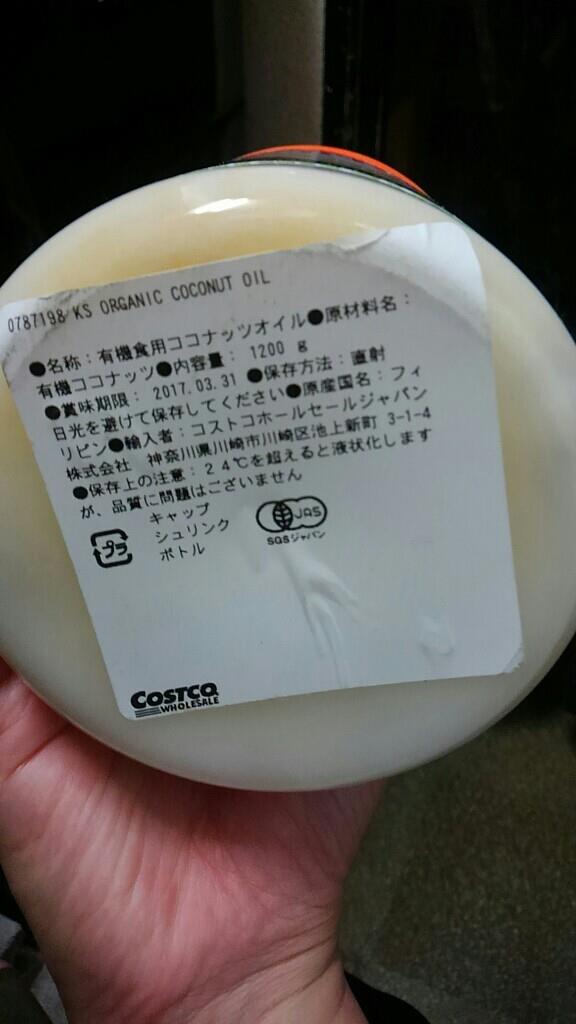 0787198 KS ORGANIC COCONUT OIL
●名称：有機食用ココナッツオイル●原材料名：
有機ココナッツ●内容量： 1200 g
●賞味期限： 2017.03.31 ●保存方法：直射
日光を避けて保存してください●原産国名：フィ
リピン●輸入者：コストコホールセールジャパン
株式会社 神奈川県川崎市川崎区池上新町 3-1-4
●保存上の注意：２４℃を超えると液状化します
が、品質に問題はございません
プラ
キャップ
シュリンク
ボトル
JAS
SGSジャパン
COSTCO
WHOLESALE